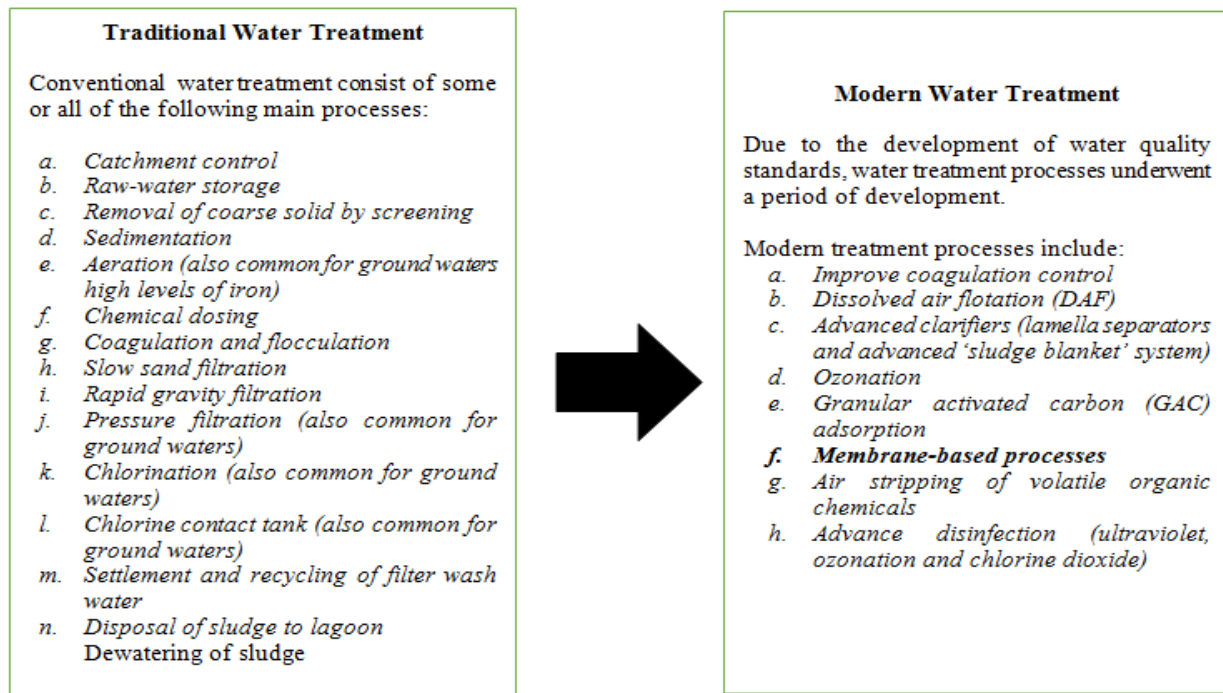 Traditional Water Treatment
Conventional water treatment consist of some
or all of the following main processes:
a. Catchment control
b. Raw-water storage
c. Removal of coarse solid by screening
d. Sedimentation
e. Aeration (also common for ground waters
high levels of iron)
f. Chemical dosing
g. Coagulation and flocculation
h. Slow sand filtration
i. Rapid gravity filtration
j. Pressure filtration (also common for
ground waters)
k. Chlorination (also common for ground
waters)
l. Chlorine contact tank (also common for
ground waters)
m. Settlement and recycling of filter wash
water
n. Disposal of sludge to lagoon
Dewatering of sludge
Modern Water Treatment
Due to the development of water quality
standards, water treatment processes underwent
a period of development.
Modern treatment processes include:
a. Improve coagulation control
b. Dissolved air flotation (DAF)
c. Advanced clarifiers (lamella separators
and advanced ‘sludge blanket’ system)
d. Ozonation
e. Granular activated carbon (GAC)
adsorption
f. Membrane-based processes
g. Air stripping of volatile organic
chemicals
h. Advance disinfection (ultraviolet,
ozonation and chlorine dioxide)